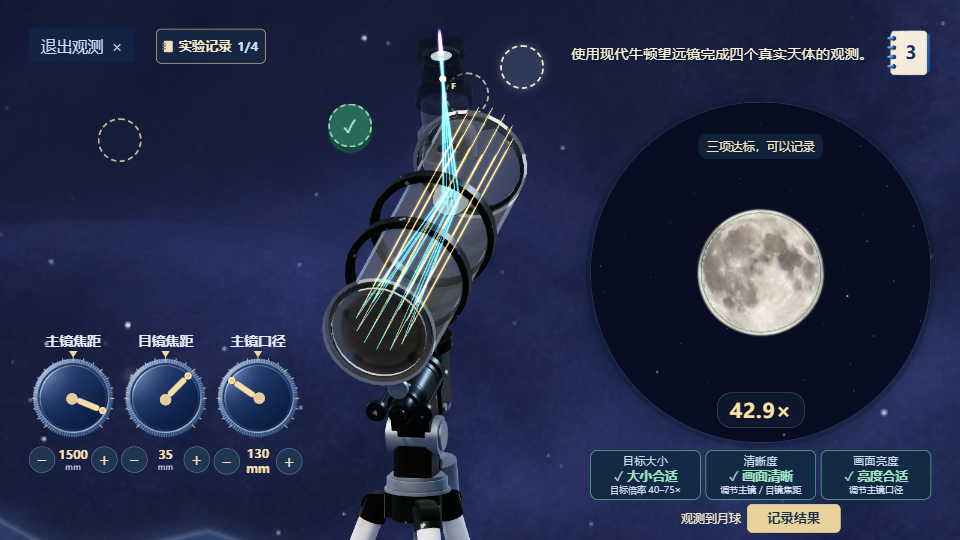 退出观测 ×
实验记录 1/4
使用现代牛顿望远镜完成四个真实天体的观测。
3
F
✓
三项达标，可以记录
主镜焦距
目镜焦距
主镜口径
− 1500 mm +
− 35 mm +
− 130 mm +
42.9×
目标大小
✓ 大小合适
目标倍率 40–75×
清晰度
✓ 画面清晰
调节主镜 / 目镜焦距
画面亮度
✓ 亮度合适
调节主镜口径
观测到月球
记录结果